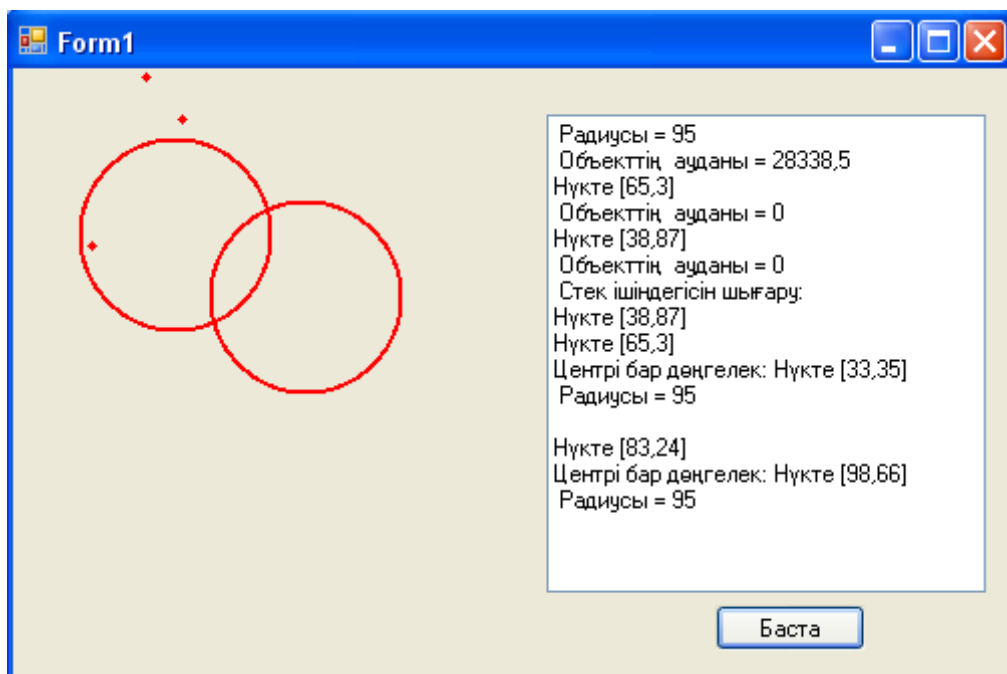 Form1
Радиусы = 95
Объекттің ауданы = 28338,5
Нүкте [65,3]
Объекттің ауданы = 0
Нүкте [38,87]
Объекттің ауданы = 0
Стек ішіндегісін шығару:
Нүкте [38,87]
Нүкте [65,3]
Центрі бар дөңгелек: Нүкте [33,35]
Радиусы = 95
Нүкте [83,24]
Центрі бар дөңгелек: Нүкте [98,66]
Радиусы = 95
Баста